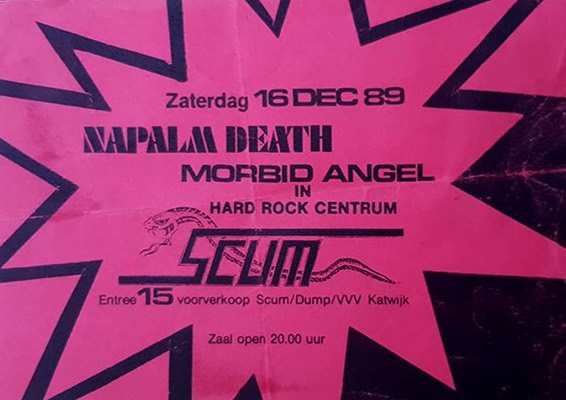 Zaterdag 16 DEC 89
NAPALM DEATH
MORBID ANGEL
IN
HARD ROCK CENTRUM
SCUM
Entree 15 voorverkoop Scum/Dump/VVV Katwijk
Zaal open 20.00 uur